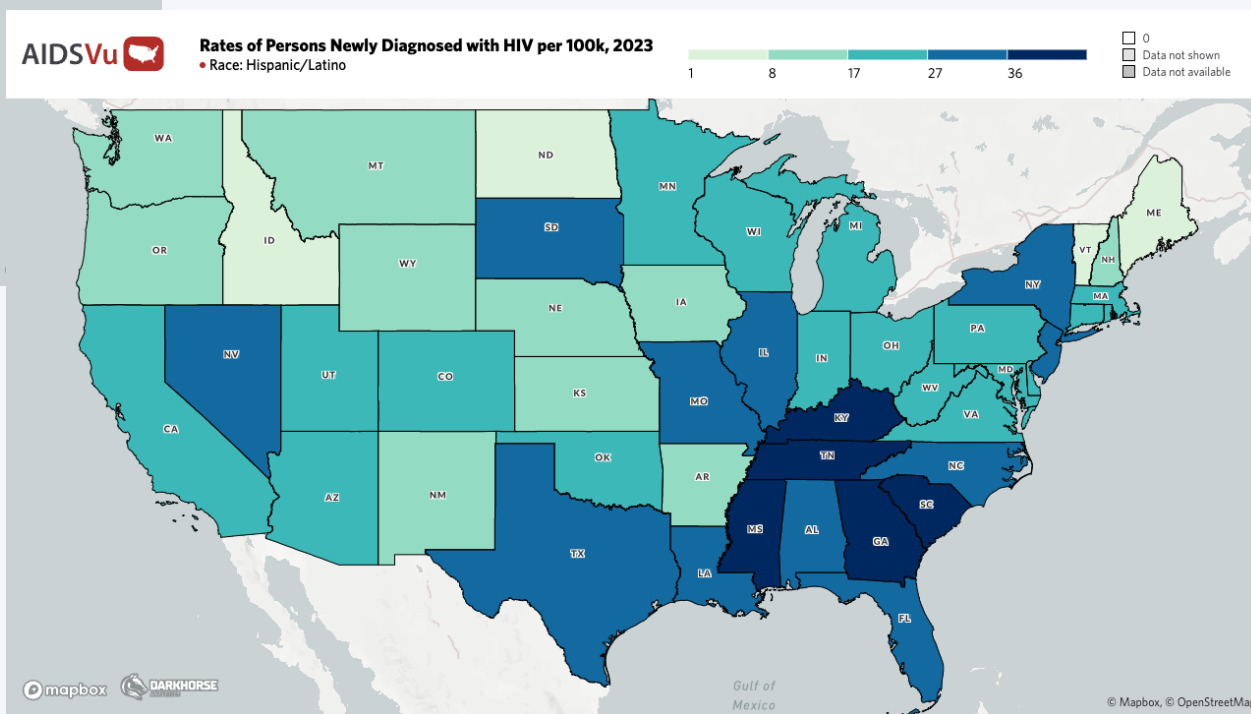 AIDSVu
Rates of Persons Newly Diagnosed with HIV per 100k, 2023
• Race: Hispanic/Latino
1 8 17 27 36
0
Data not shown
Data not available
WA
MT
ND
MN
OR
ID
WY
SD
WI
MI
ME
VT
NH
NY
MA
NE
IA
PA
NV
UT
CO
KS
MO
IL
IN
OH
MD
WV
VA
KY
CA
AZ
NM
OK
AR
TN
NC
SC
MS
AL
GA
TX
LA
FL
Gulf of
Mexico
mapbox
DARKHORSE
© Mapbox, © OpenStreetMa